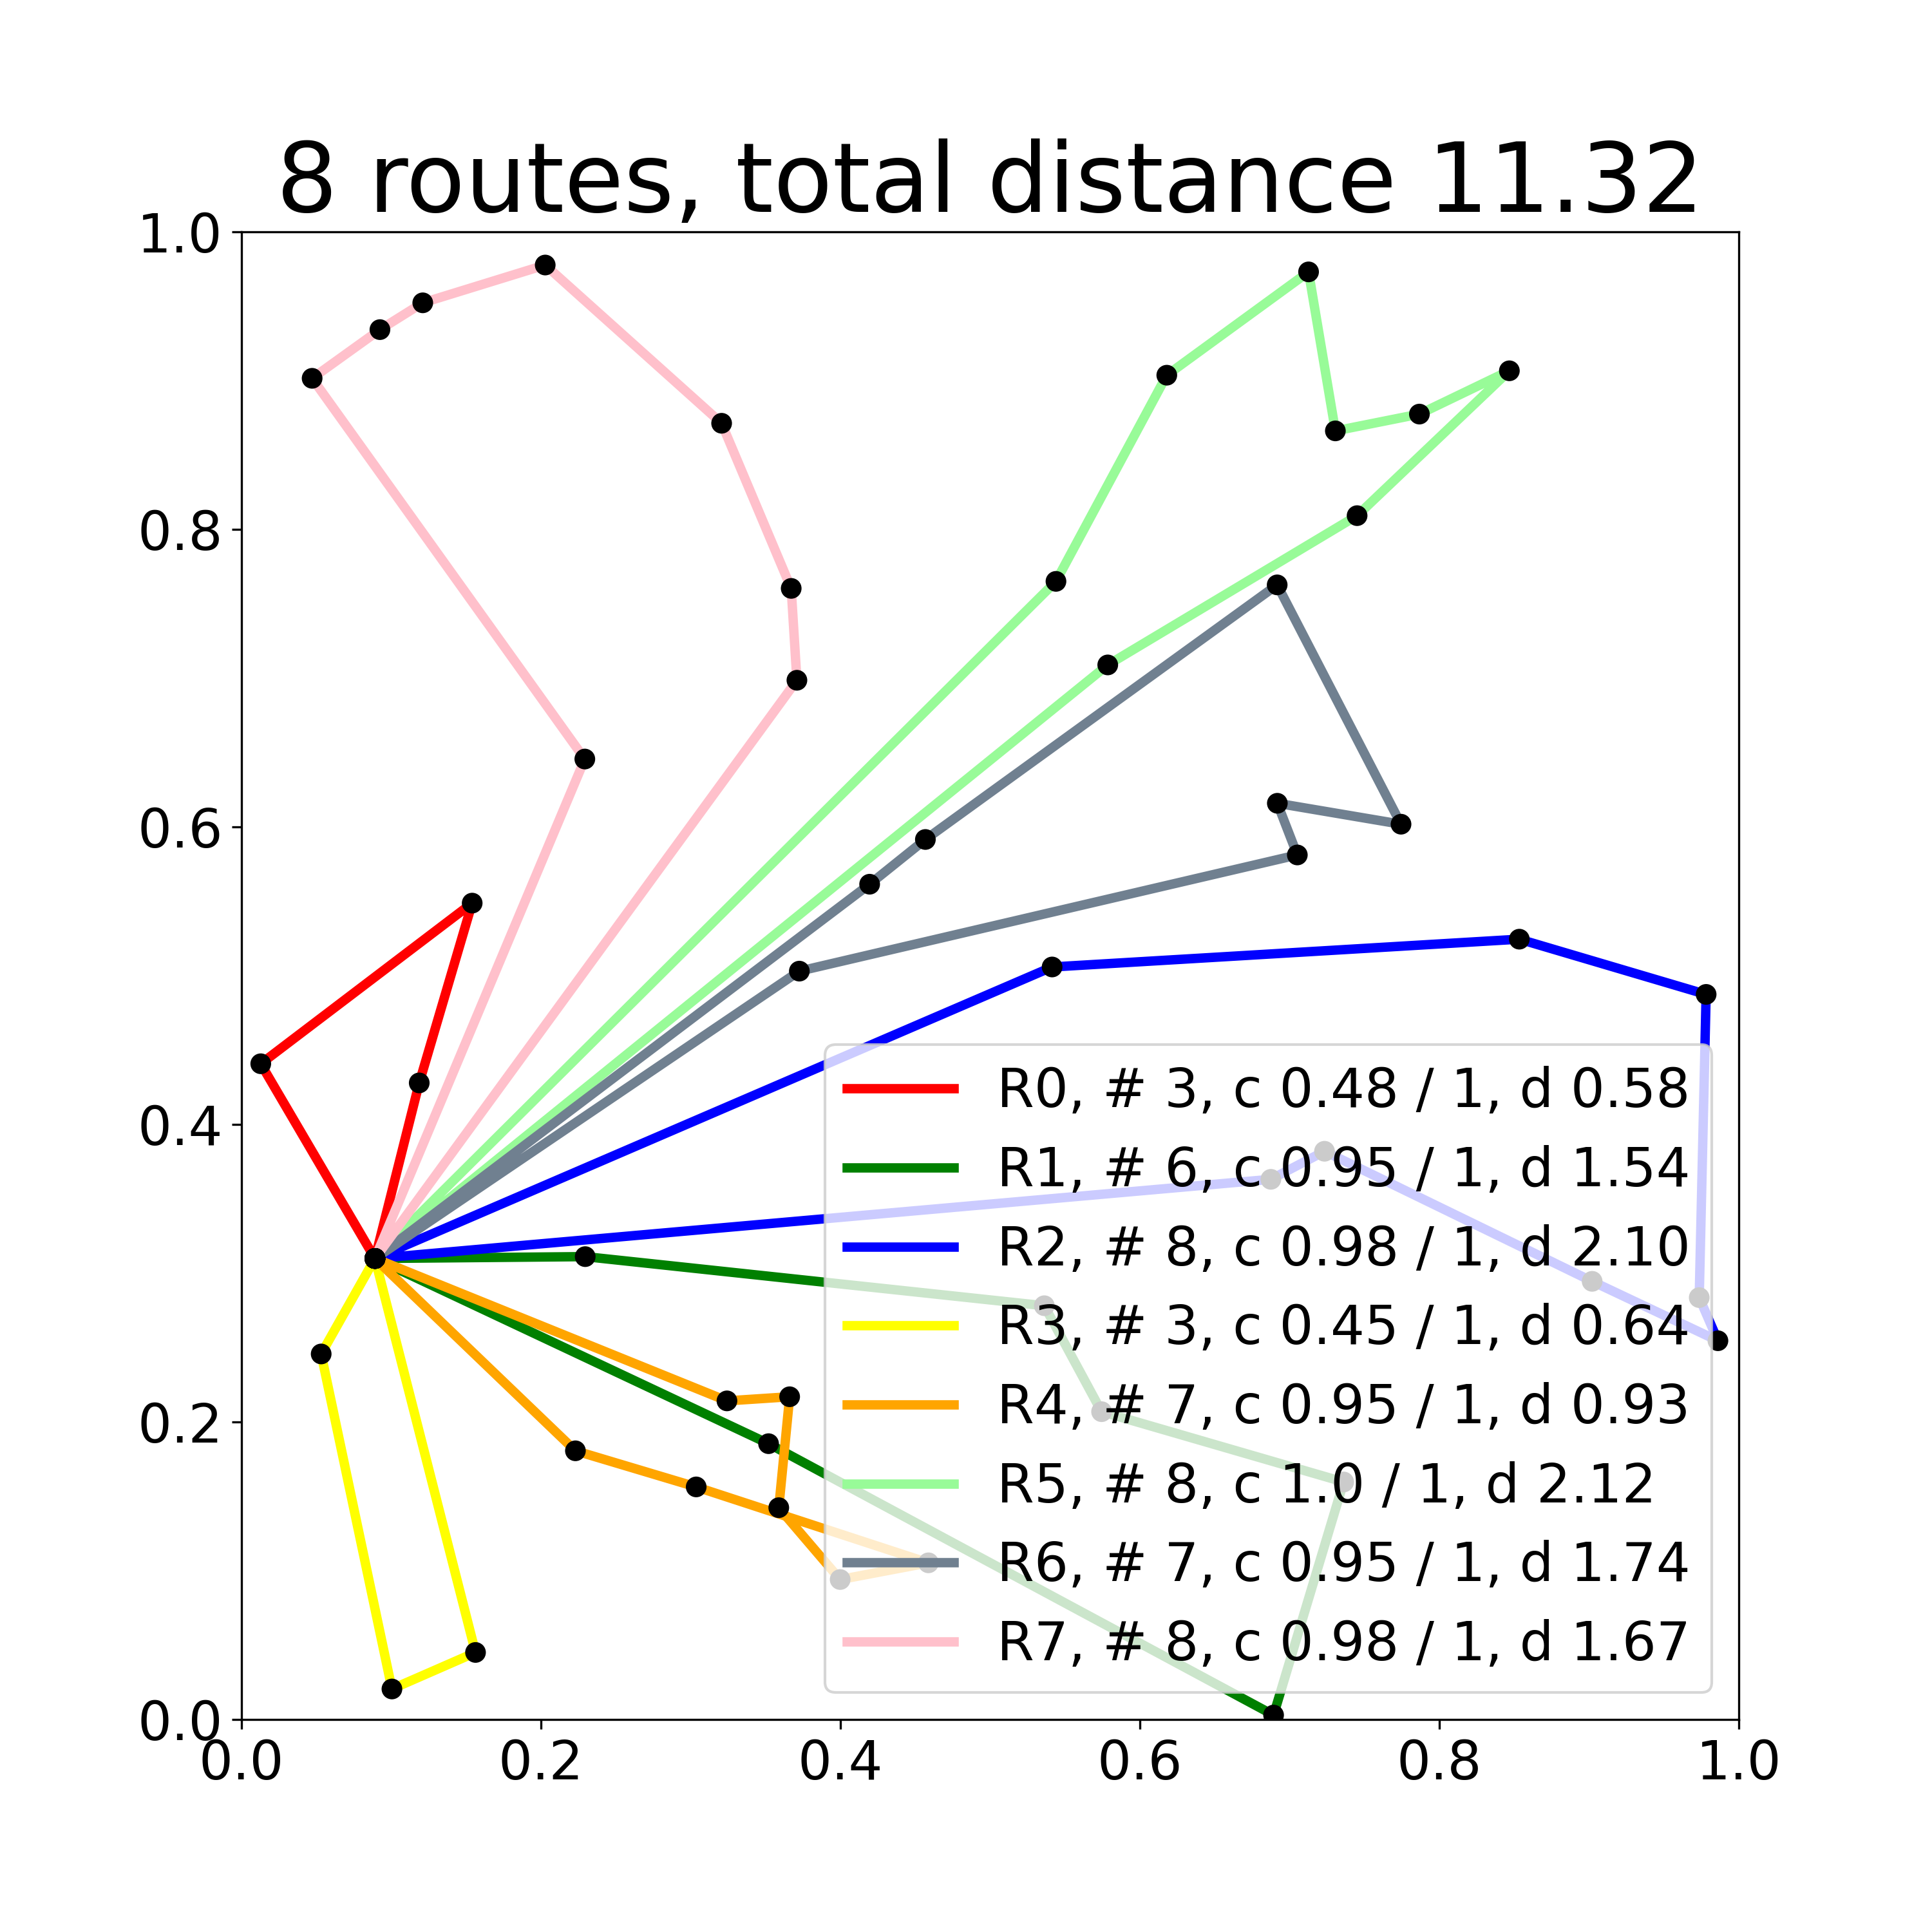 8 routes, total distance 11.32
1.0
0.8
0.6
0.4
0.2
0.0
0.0 0.2 0.4 0.6 0.8 1.0
R0, # 3, c 0.48 / 1, d 0.58
R1, # 6, c 0.95 / 1, d 1.54
R2, # 8, c 0.98 / 1, d 2.10
R3, # 3, c 0.45 / 1, d 0.64
R4, # 7, c 0.95 / 1, d 0.93
R5, # 8, c 1.0 / 1, d 2.12
R6, # 7, c 0.95 / 1, d 1.74
R7, # 8, c 0.98 / 1, d 1.67